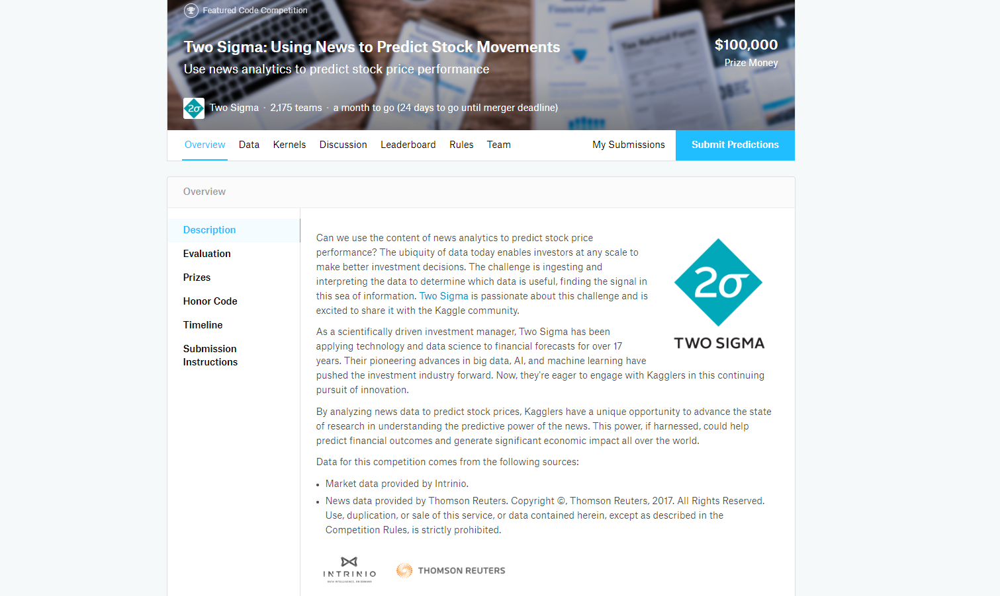 Featured Code Competition
Financial plan
Tax Refund Form
Two Sigma: Using News to Predict Stock Movements
$100,000
Use news analytics to predict stock price performance
Prize Money
2σ
Two Sigma · 2,175 teams · a month to go (24 days to go until merger deadline)
Overview Data Kernels Discussion Leaderboard Rules Team My Submissions Submit Predictions
Overview
Description
Evaluation
Prizes
Honor Code
Timeline
Submission
Instructions
Can we use the content of news analytics to predict stock price
performance? The ubiquity of data today enables investors at any scale to
make better investment decisions. The challenge is ingesting and
interpreting the data to determine which data is useful, finding the signal in
this sea of information. Two Sigma is passionate about this challenge and is
excited to share it with the Kaggle community.
2σ
TWO SIGMA
As a scientifically driven investment manager, Two Sigma has been
applying technology and data science to financial forecasts for over 17
years. Their pioneering advances in big data, AI, and machine learning have
pushed the investment industry forward. Now, they're eager to engage with Kagglers in this continuing
pursuit of innovation.
By analyzing news data to predict stock prices, Kagglers have a unique opportunity to advance the state
of research in understanding the predictive power of the news. This power, if harnessed, could help
predict financial outcomes and generate significant economic impact all over the world.
Data for this competition comes from the following sources:
• Market data provided by Intrinio.
• News data provided by Thomson Reuters. Copyright ©, Thomson Reuters, 2017. All Rights Reserved.
Use, duplication, or sale of this service, or data contained herein, except as described in the
Competition Rules, is strictly prohibited.
INTRINIO
DATA INTELLIGENCE, ON DEMAND
THOMSON REUTERS